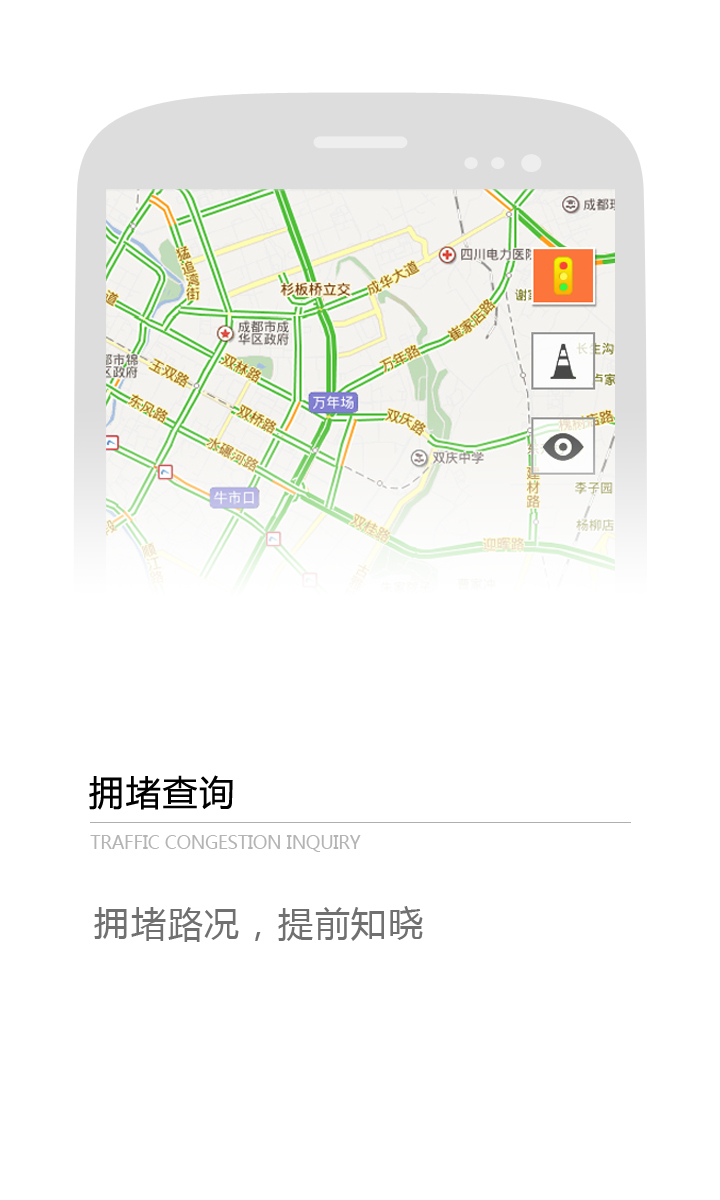 成都
猛追湾街
四川电力医院
杉板桥立交
成华大道
谢家
道
成都市成
华区政府
崔家店路
长生沟
都市锦
区政府
玉双路
双林路
万年路
卢家
东风路
双桥路
万年场
双庆路
槐树店路
水碾河路
双庆中学
建材路
牛市口
李子园
双桂路
杨柳店
迎晖路
拥堵查询
TRAFFIC CONGESTION INQUIRY
拥堵路况，提前知晓